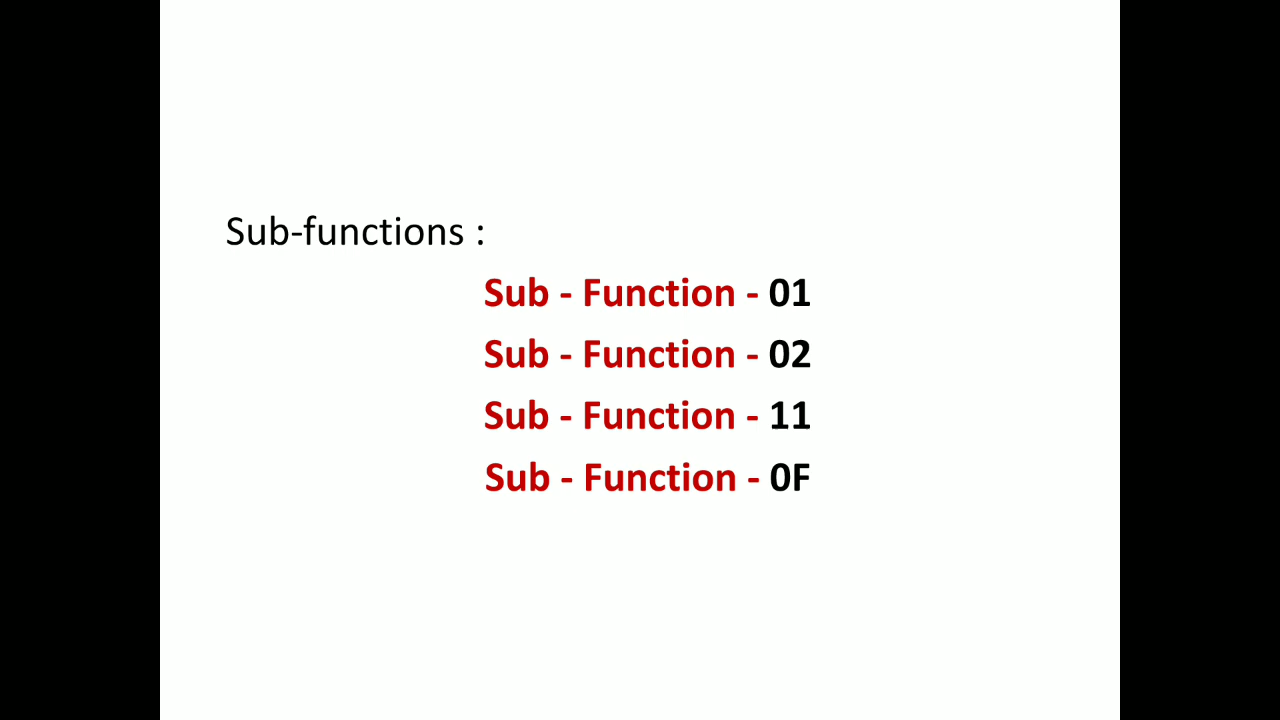 Sub-functions :
Sub - Function - 01
Sub - Function - 02
Sub - Function - 11
Sub - Function - 0F